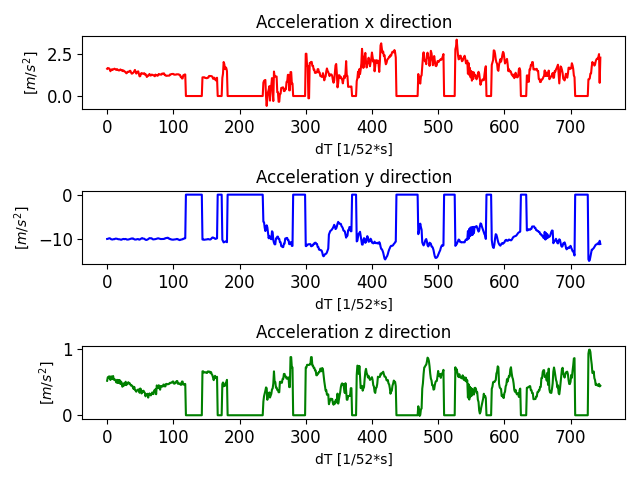 Acceleration x direction
[m/s²]
2.5
0.0
0 100 200 300 400 500 600 700
dT [1/52*s]
Acceleration y direction
[m/s²]
0
−10
0 100 200 300 400 500 600 700
dT [1/52*s]
Acceleration z direction
[m/s²]
1
0
0 100 200 300 400 500 600 700
dT [1/52*s]